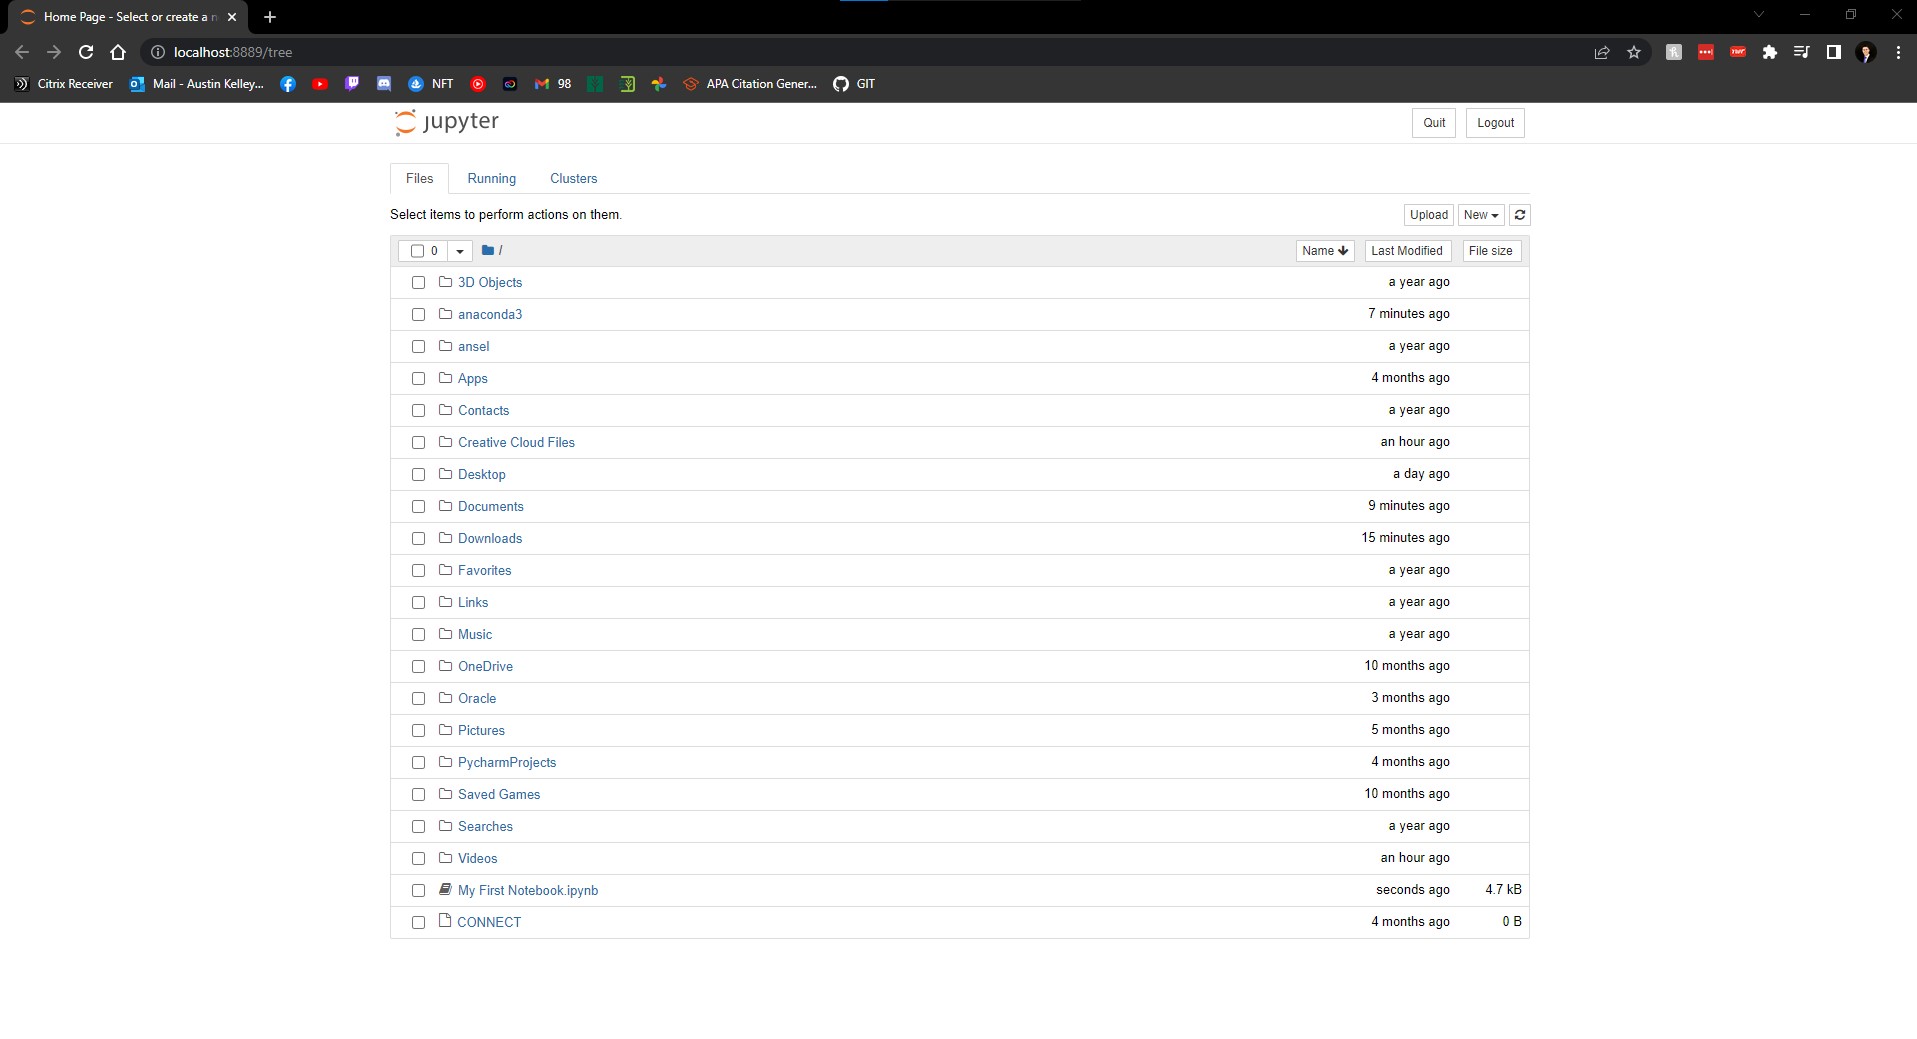 Home Page - Select or create a n
localhost:8889/tree
Citrix Receiver Mail - Austin Kelley... NFT 98 APA Citation Gener... GIT
jupyter
Quit Logout
Files Running Clusters
Select items to perform actions on them.
Upload New
0 / Name Last Modified File size
3D Objects a year ago
anaconda3 7 minutes ago
ansel a year ago
Apps 4 months ago
Contacts a year ago
Creative Cloud Files an hour ago
Desktop a day ago
Documents 9 minutes ago
Downloads 15 minutes ago
Favorites a year ago
Links a year ago
Music a year ago
OneDrive 10 months ago
Oracle 3 months ago
Pictures 5 months ago
PycharmProjects 4 months ago
Saved Games 10 months ago
Searches a year ago
Videos an hour ago
My First Notebook.ipynb seconds ago 4.7 kB
CONNECT 4 months ago 0 B